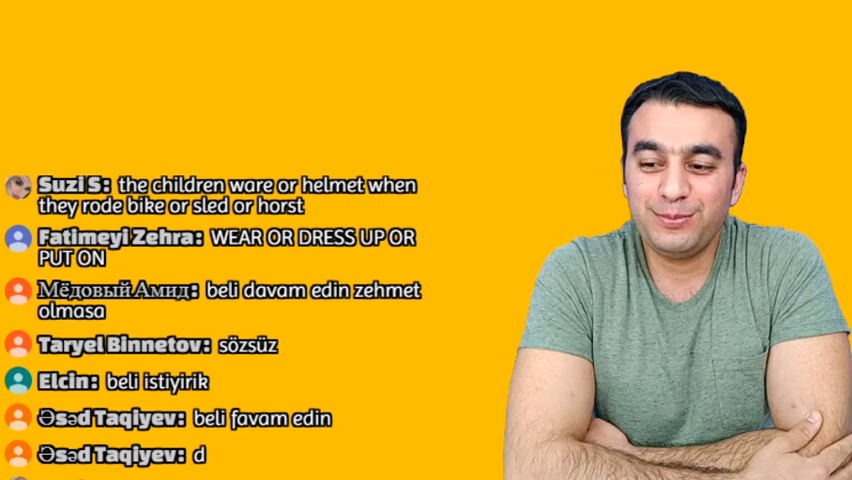 Suzi S: the children ware or helmet when
they rode bike or sled or horst
Fatimeyi Zehra: WEAR OR DRESS UP OR
PUT ON
Мёдовый Амид: beli davam edin zehmet
olmasa
Taryel Binnetov: sözsüz
Elcin: beli istiyirik
Əsəd Taqiyev: beli favam edin
Əsəd Taqiyev: d